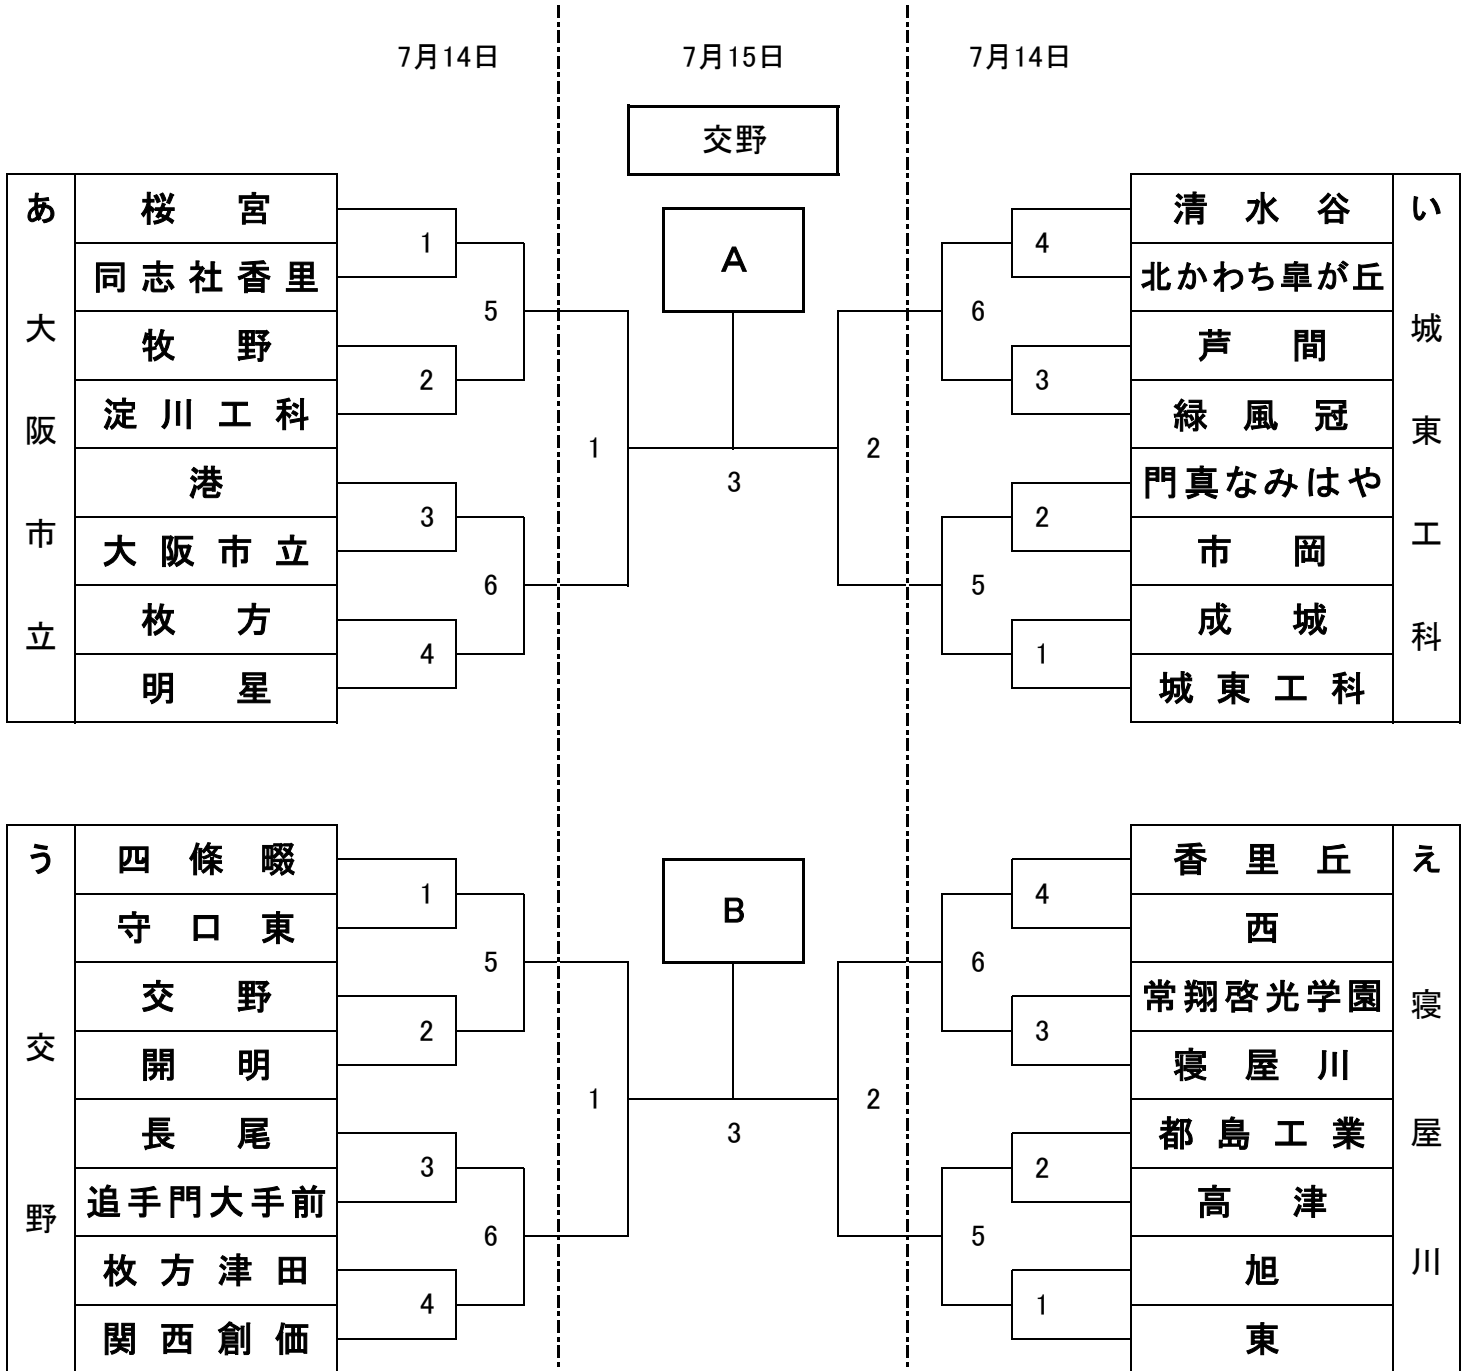 7月14日
7月15日
7月14日
交野
あ 大阪市立
桜宮
同志社香里
牧野
淀川工科
港
大阪市立
枚方
明星
1
2
3
4
5
6
1
A
3
2
6
5
4
3
2
1
清水谷
北かわち皐が丘
芦間
緑風冠
門真なみはや
市岡
成城
城東工科
い 城東工科
う 交野
四條畷
守口東
交野
開明
長尾
追手門大手前
枚方津田
関西創価
1
2
3
4
5
6
1
B
3
2
6
5
4
3
2
1
香里丘
西
常翔啓光学園
寝屋川
都島工業
高津
旭
東
え 寝屋川